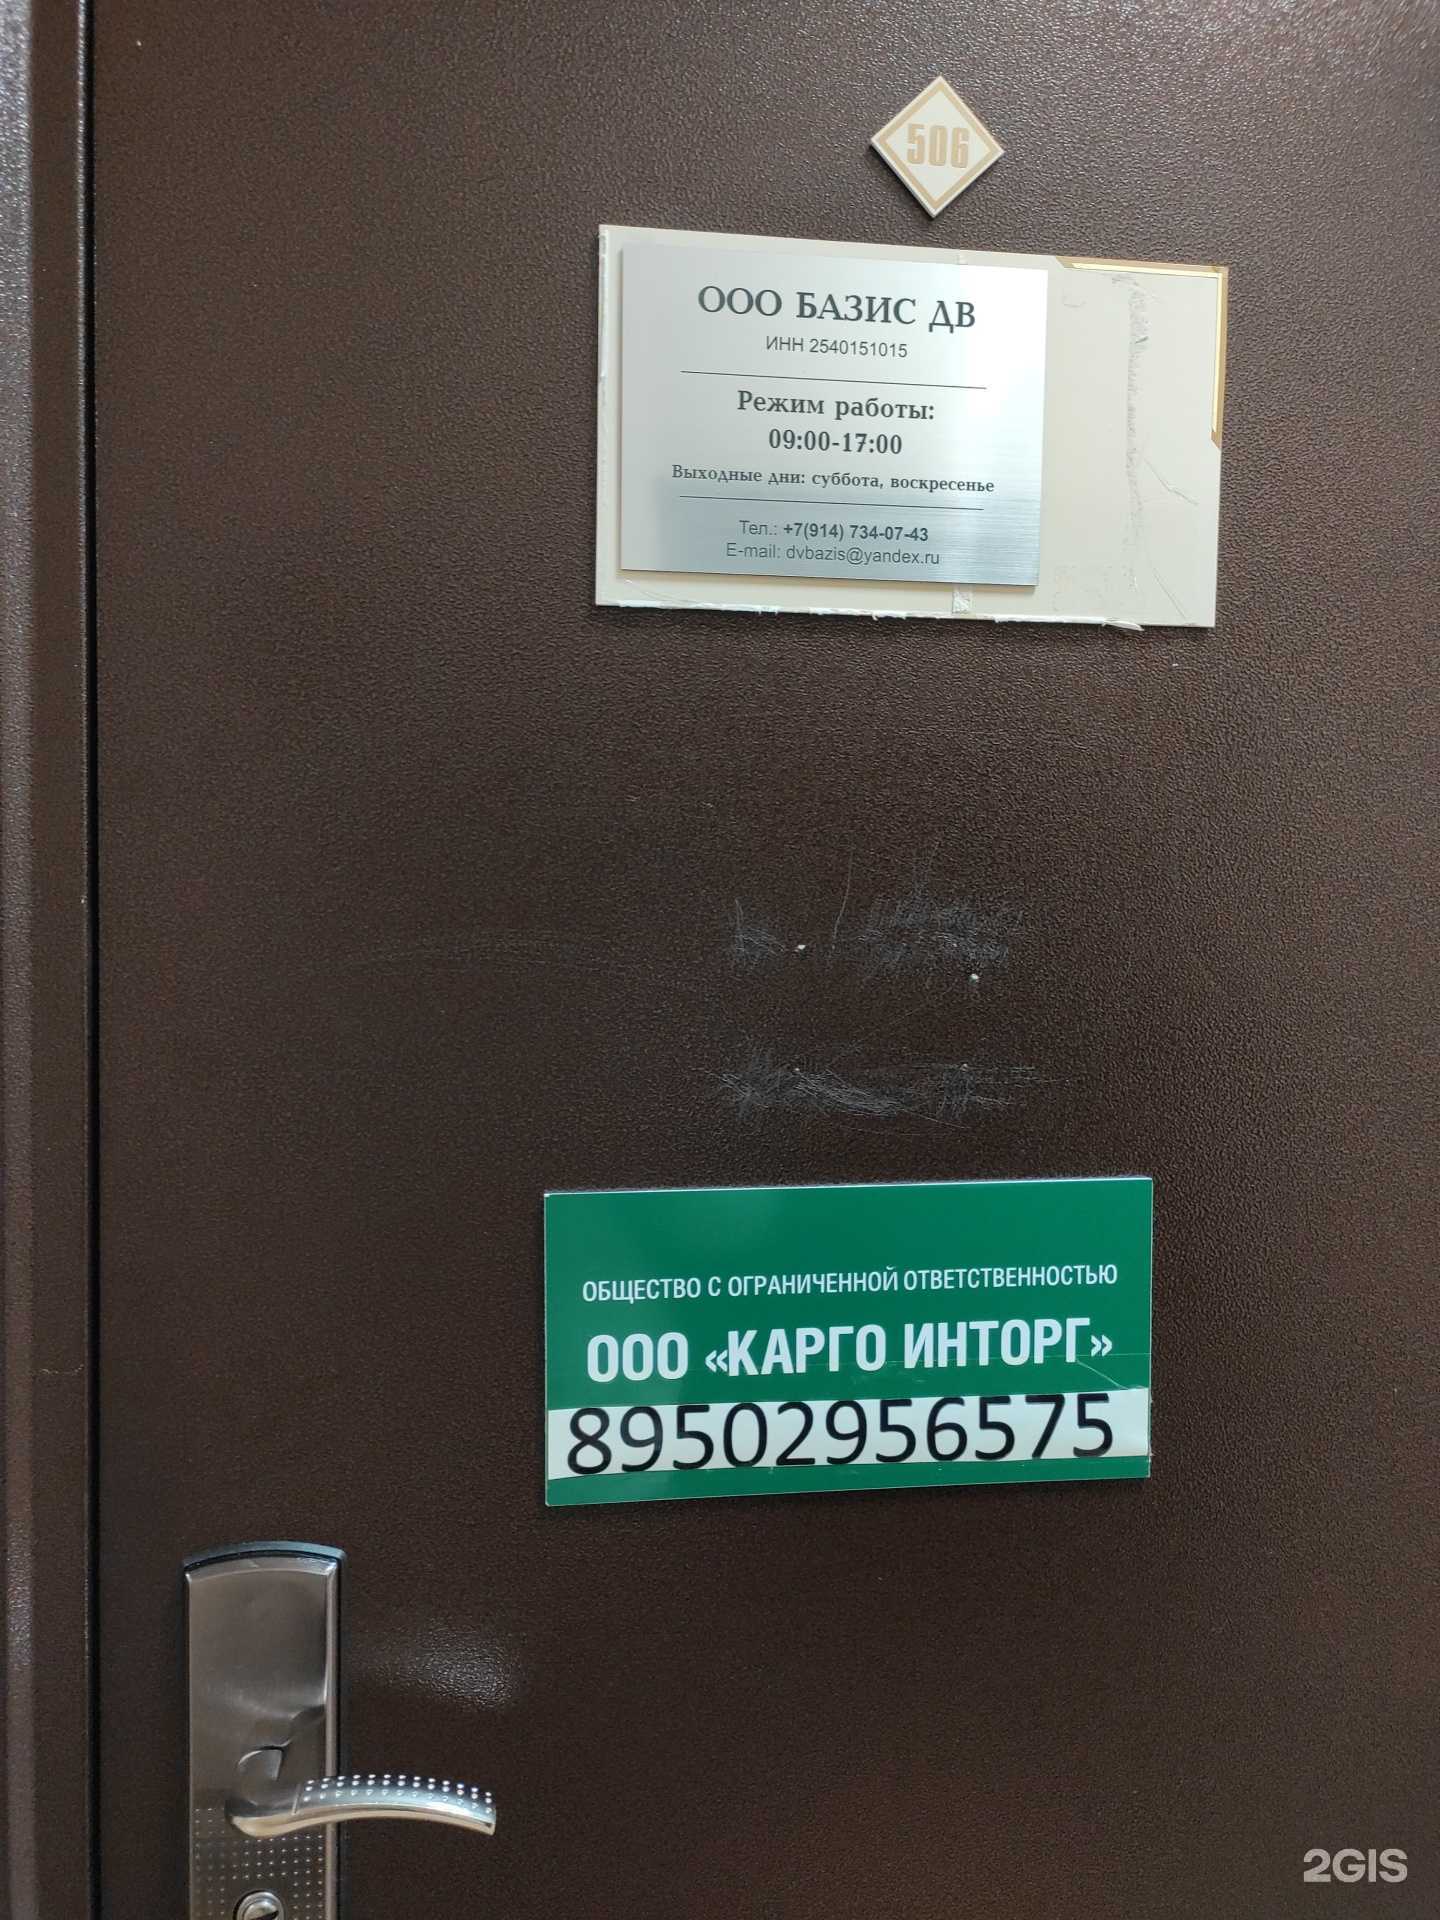 506
ООО БАЗИС ДВ
ИНН 2540151015
Режим работы:
09:00-17:00
Выходные дни: суббота, воскресенье
Тел.: +7(914) 734-07-43
E-mail: dvbazis@yandex.ru
ОБЩЕСТВО С ОГРАНИЧЕННОЙ ОТВЕТСТВЕННОСТЬЮ
ООО «КАРГО ИНТОРГ»
89502956575
2GIS